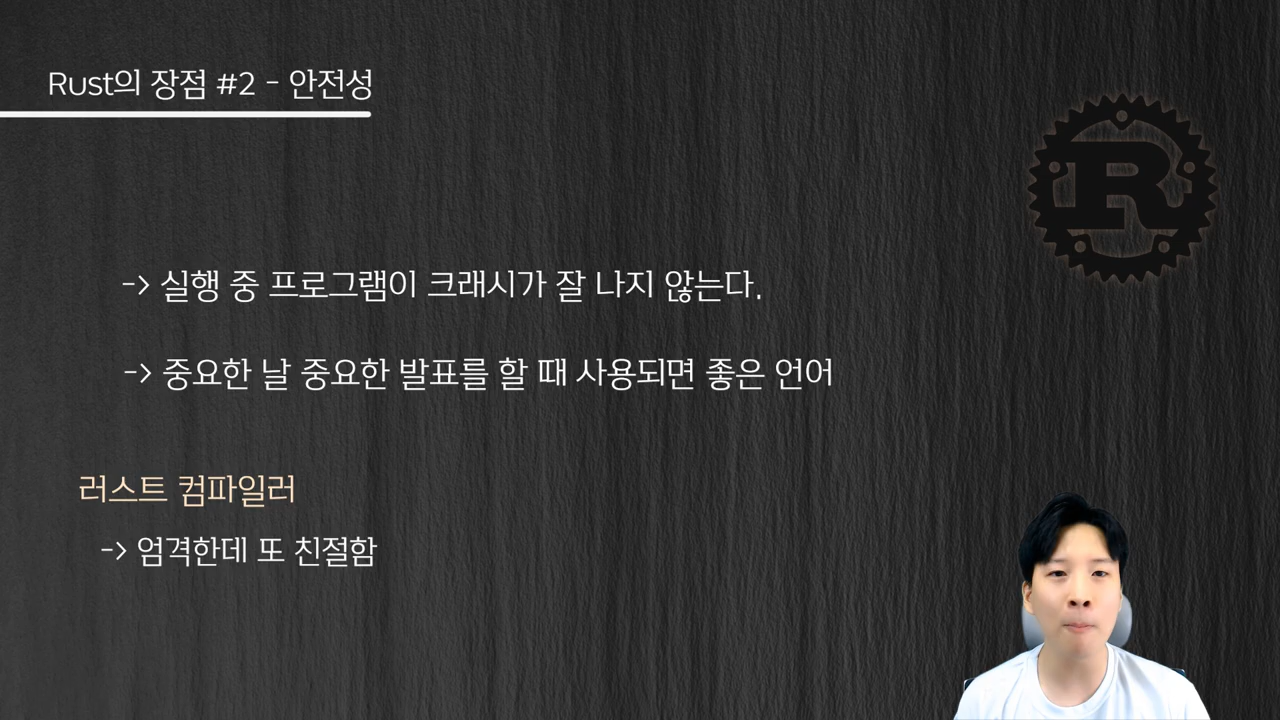 Rust의 장점 #2 - 안전성
R
-> 실행 중 프로그램이 크래시가 잘 나지 않는다.
-> 중요한 날 중요한 발표를 할 때 사용되면 좋은 언어
러스트 컴파일러
-> 엄격한데 또 친절함